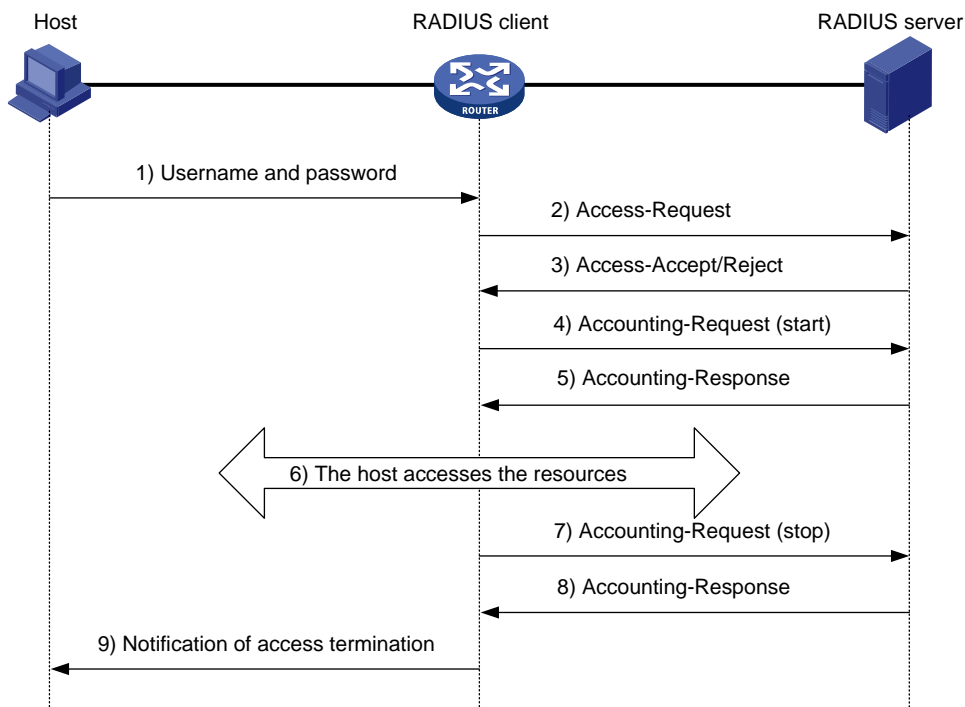 Host
RADIUS client
RADIUS server
ROUTER
1) Username and password
2) Access-Request
3) Access-Accept/Reject
4) Accounting-Request (start)
5) Accounting-Response
6) The host accesses the resources
7) Accounting-Request (stop)
8) Accounting-Response
9) Notification of access termination